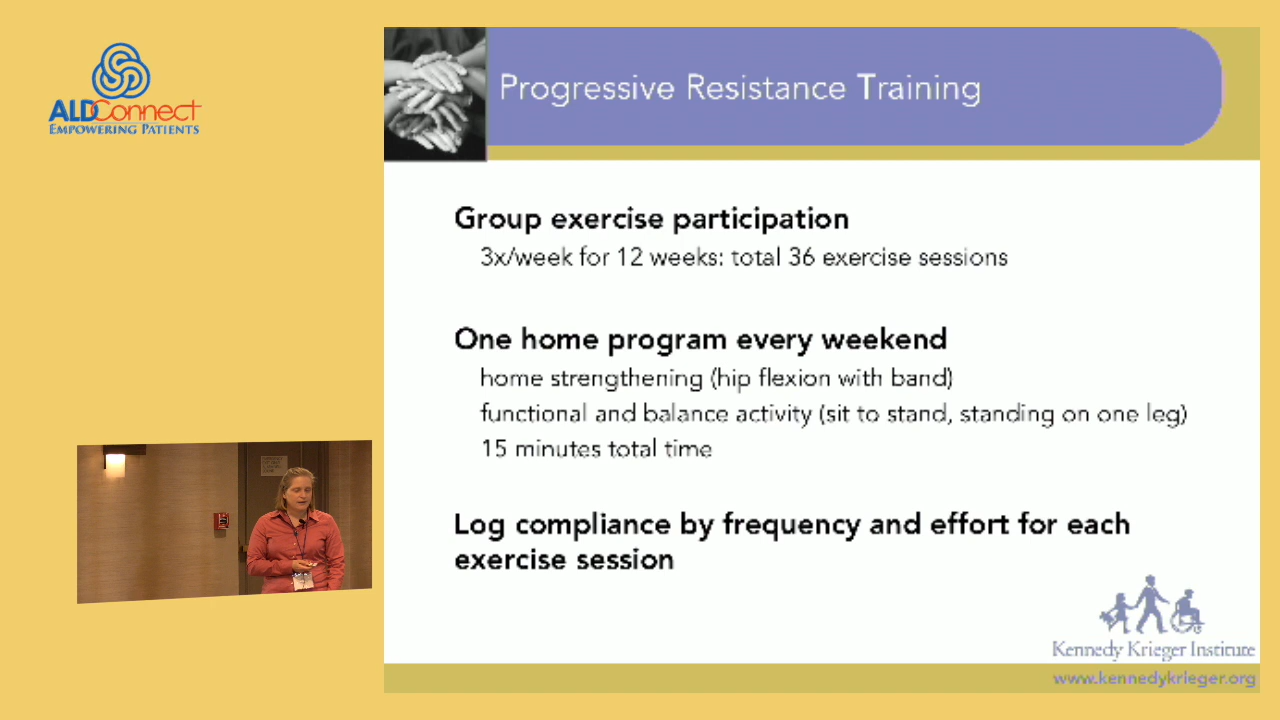 ALDConnect
EMPOWERING PATIENTS
Progressive Resistance Training
Group exercise participation
3x/week for 12 weeks: total 36 exercise sessions
One home program every weekend
home strengthening (hip flexion with band)
functional and balance activity (sit to stand, standing on one leg)
15 minutes total time
Log compliance by frequency and effort for each
exercise session
Kennedy Krieger Institute
www.kennedykrieger.org